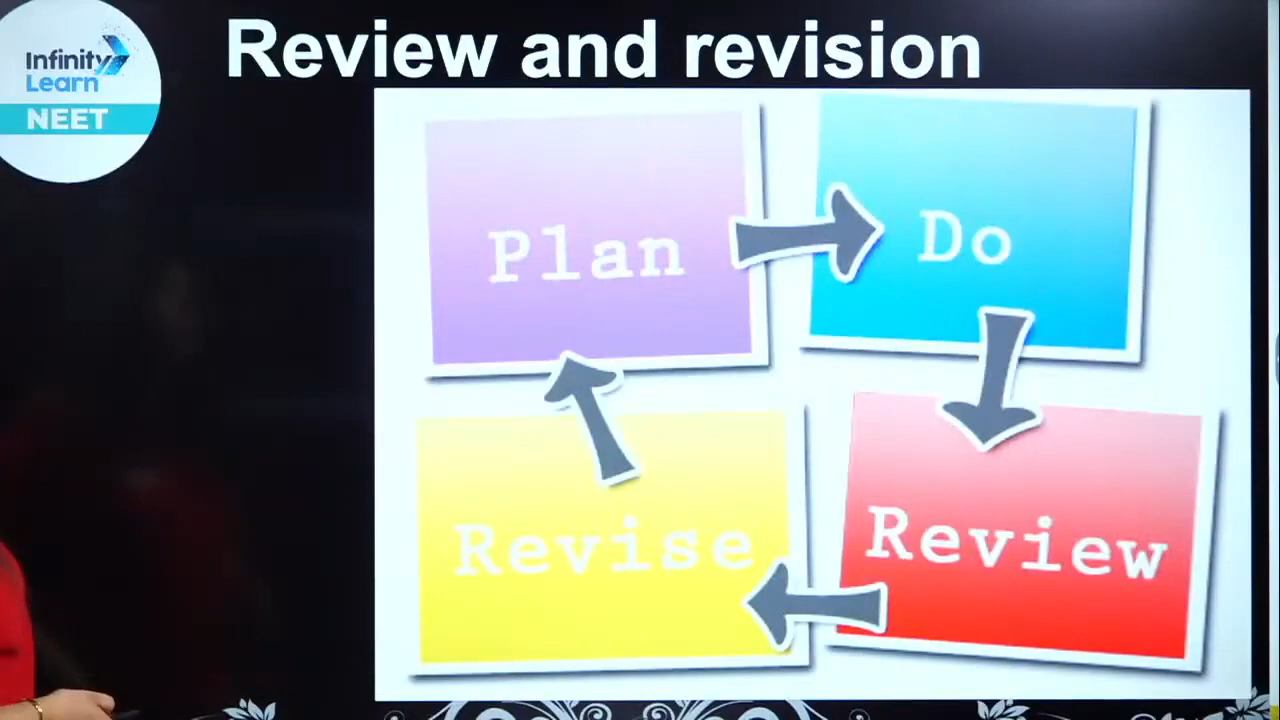 Review and revision
Infinity
Learn
NEET
Plan
Do
Revise
Review